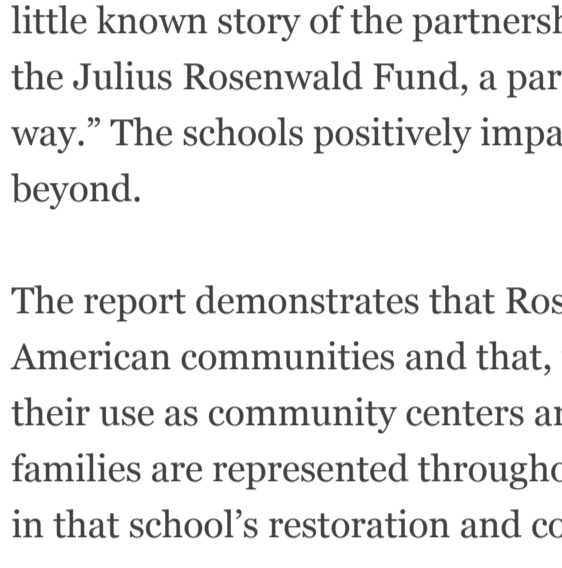 little known story of the partnersh
the Julius Rosenwald Fund, a par
way.” The schools positively impa
beyond.
The report demonstrates that Ros
American communities and that,
their use as community centers an
families are represented througho
in that school’s restoration and co